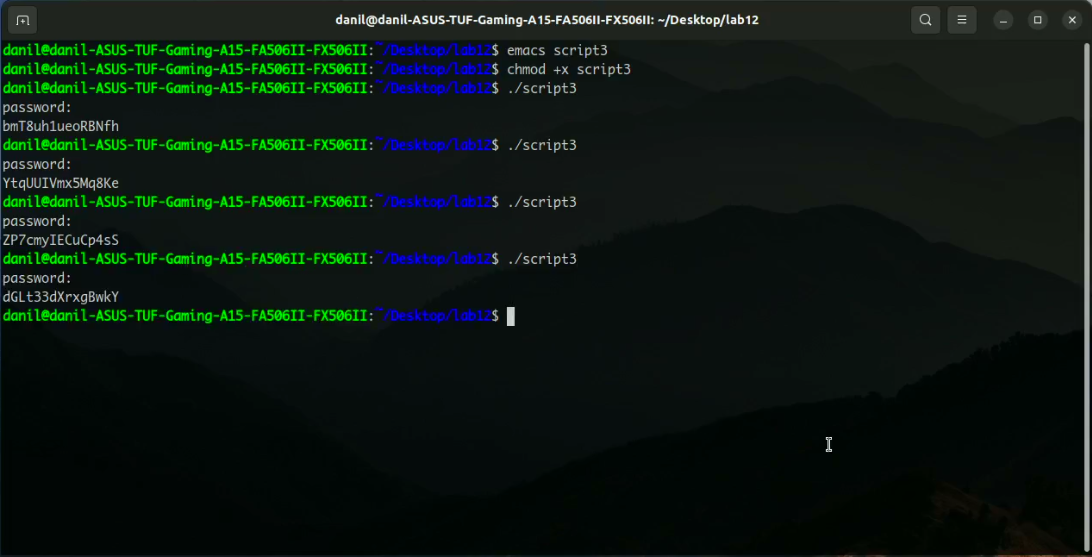 danil@danil-ASUS-TUF-Gaming-A15-FA506II-FX506II: ~/Desktop/lab12
danil@danil-ASUS-TUF-Gaming-A15-FA506II-FX506II:~/Desktop/lab12$ emacs script3
danil@danil-ASUS-TUF-Gaming-A15-FA506II-FX506II:~/Desktop/lab12$ chmod +x script3
danil@danil-ASUS-TUF-Gaming-A15-FA506II-FX506II:~/Desktop/lab12$ ./script3
password:
bmT8uh1ueoRBNfh
danil@danil-ASUS-TUF-Gaming-A15-FA506II-FX506II:~/Desktop/lab12$ ./script3
password:
YtqUUIVmx5Mq8Ke
danil@danil-ASUS-TUF-Gaming-A15-FA506II-FX506II:~/Desktop/lab12$ ./script3
password:
ZP7cmyIECuCp4sS
danil@danil-ASUS-TUF-Gaming-A15-FA506II-FX506II:~/Desktop/lab12$ ./script3
password:
dGLt33dXrxgBwkY
danil@danil-ASUS-TUF-Gaming-A15-FA506II-FX506II:~/Desktop/lab12$